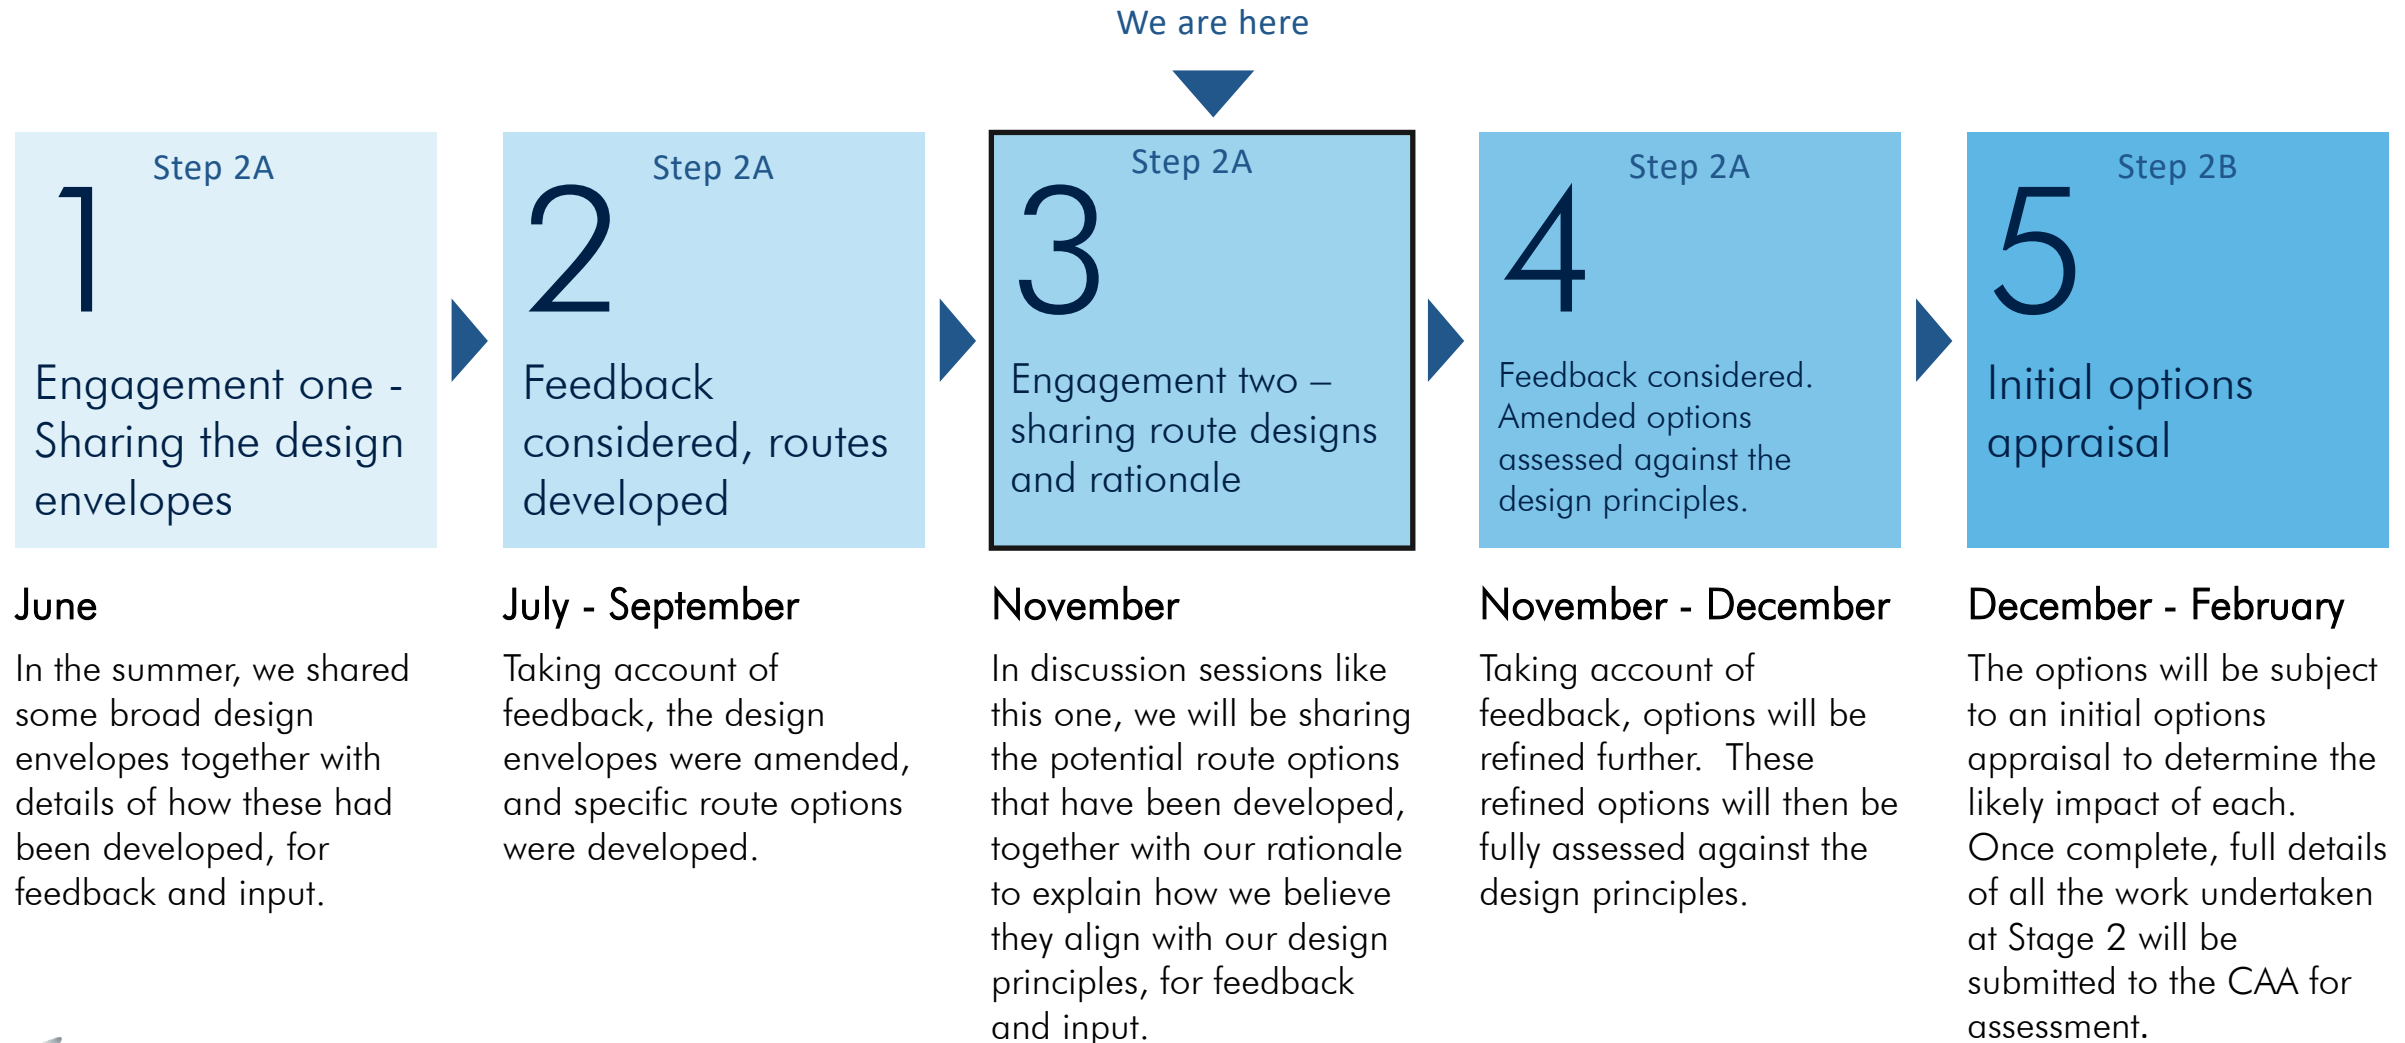 We are here
Step 2A
1
Engagement one -
Sharing the design
envelopes
June
In the summer, we shared
some broad design
envelopes together with
details of how these had
been developed, for
feedback and input.
Step 2A
2
Feedback
considered, routes
developed
July - September
Taking account of
feedback, the design
envelopes were amended,
and specific route options
were developed.
Step 2A
3
Engagement two –
sharing route designs
and rationale
November
In discussion sessions like
this one, we will be sharing
the potential route options
that have been developed,
together with our rationale
to explain how we believe
they align with our design
principles, for feedback
and input.
Step 2A
4
Feedback considered.
Amended options
assessed against the
design principles.
November - December
Taking account of
feedback, options will be
refined further.  These
refined options will then be
fully assessed against the
design principles.
Step 2B
5
Initial options
appraisal
December - February
The options will be subject
to an initial options
appraisal to determine the
likely impact of each.
Once complete, full details
of all the work undertaken
at Stage 2 will be
submitted to the CAA for
assessment.